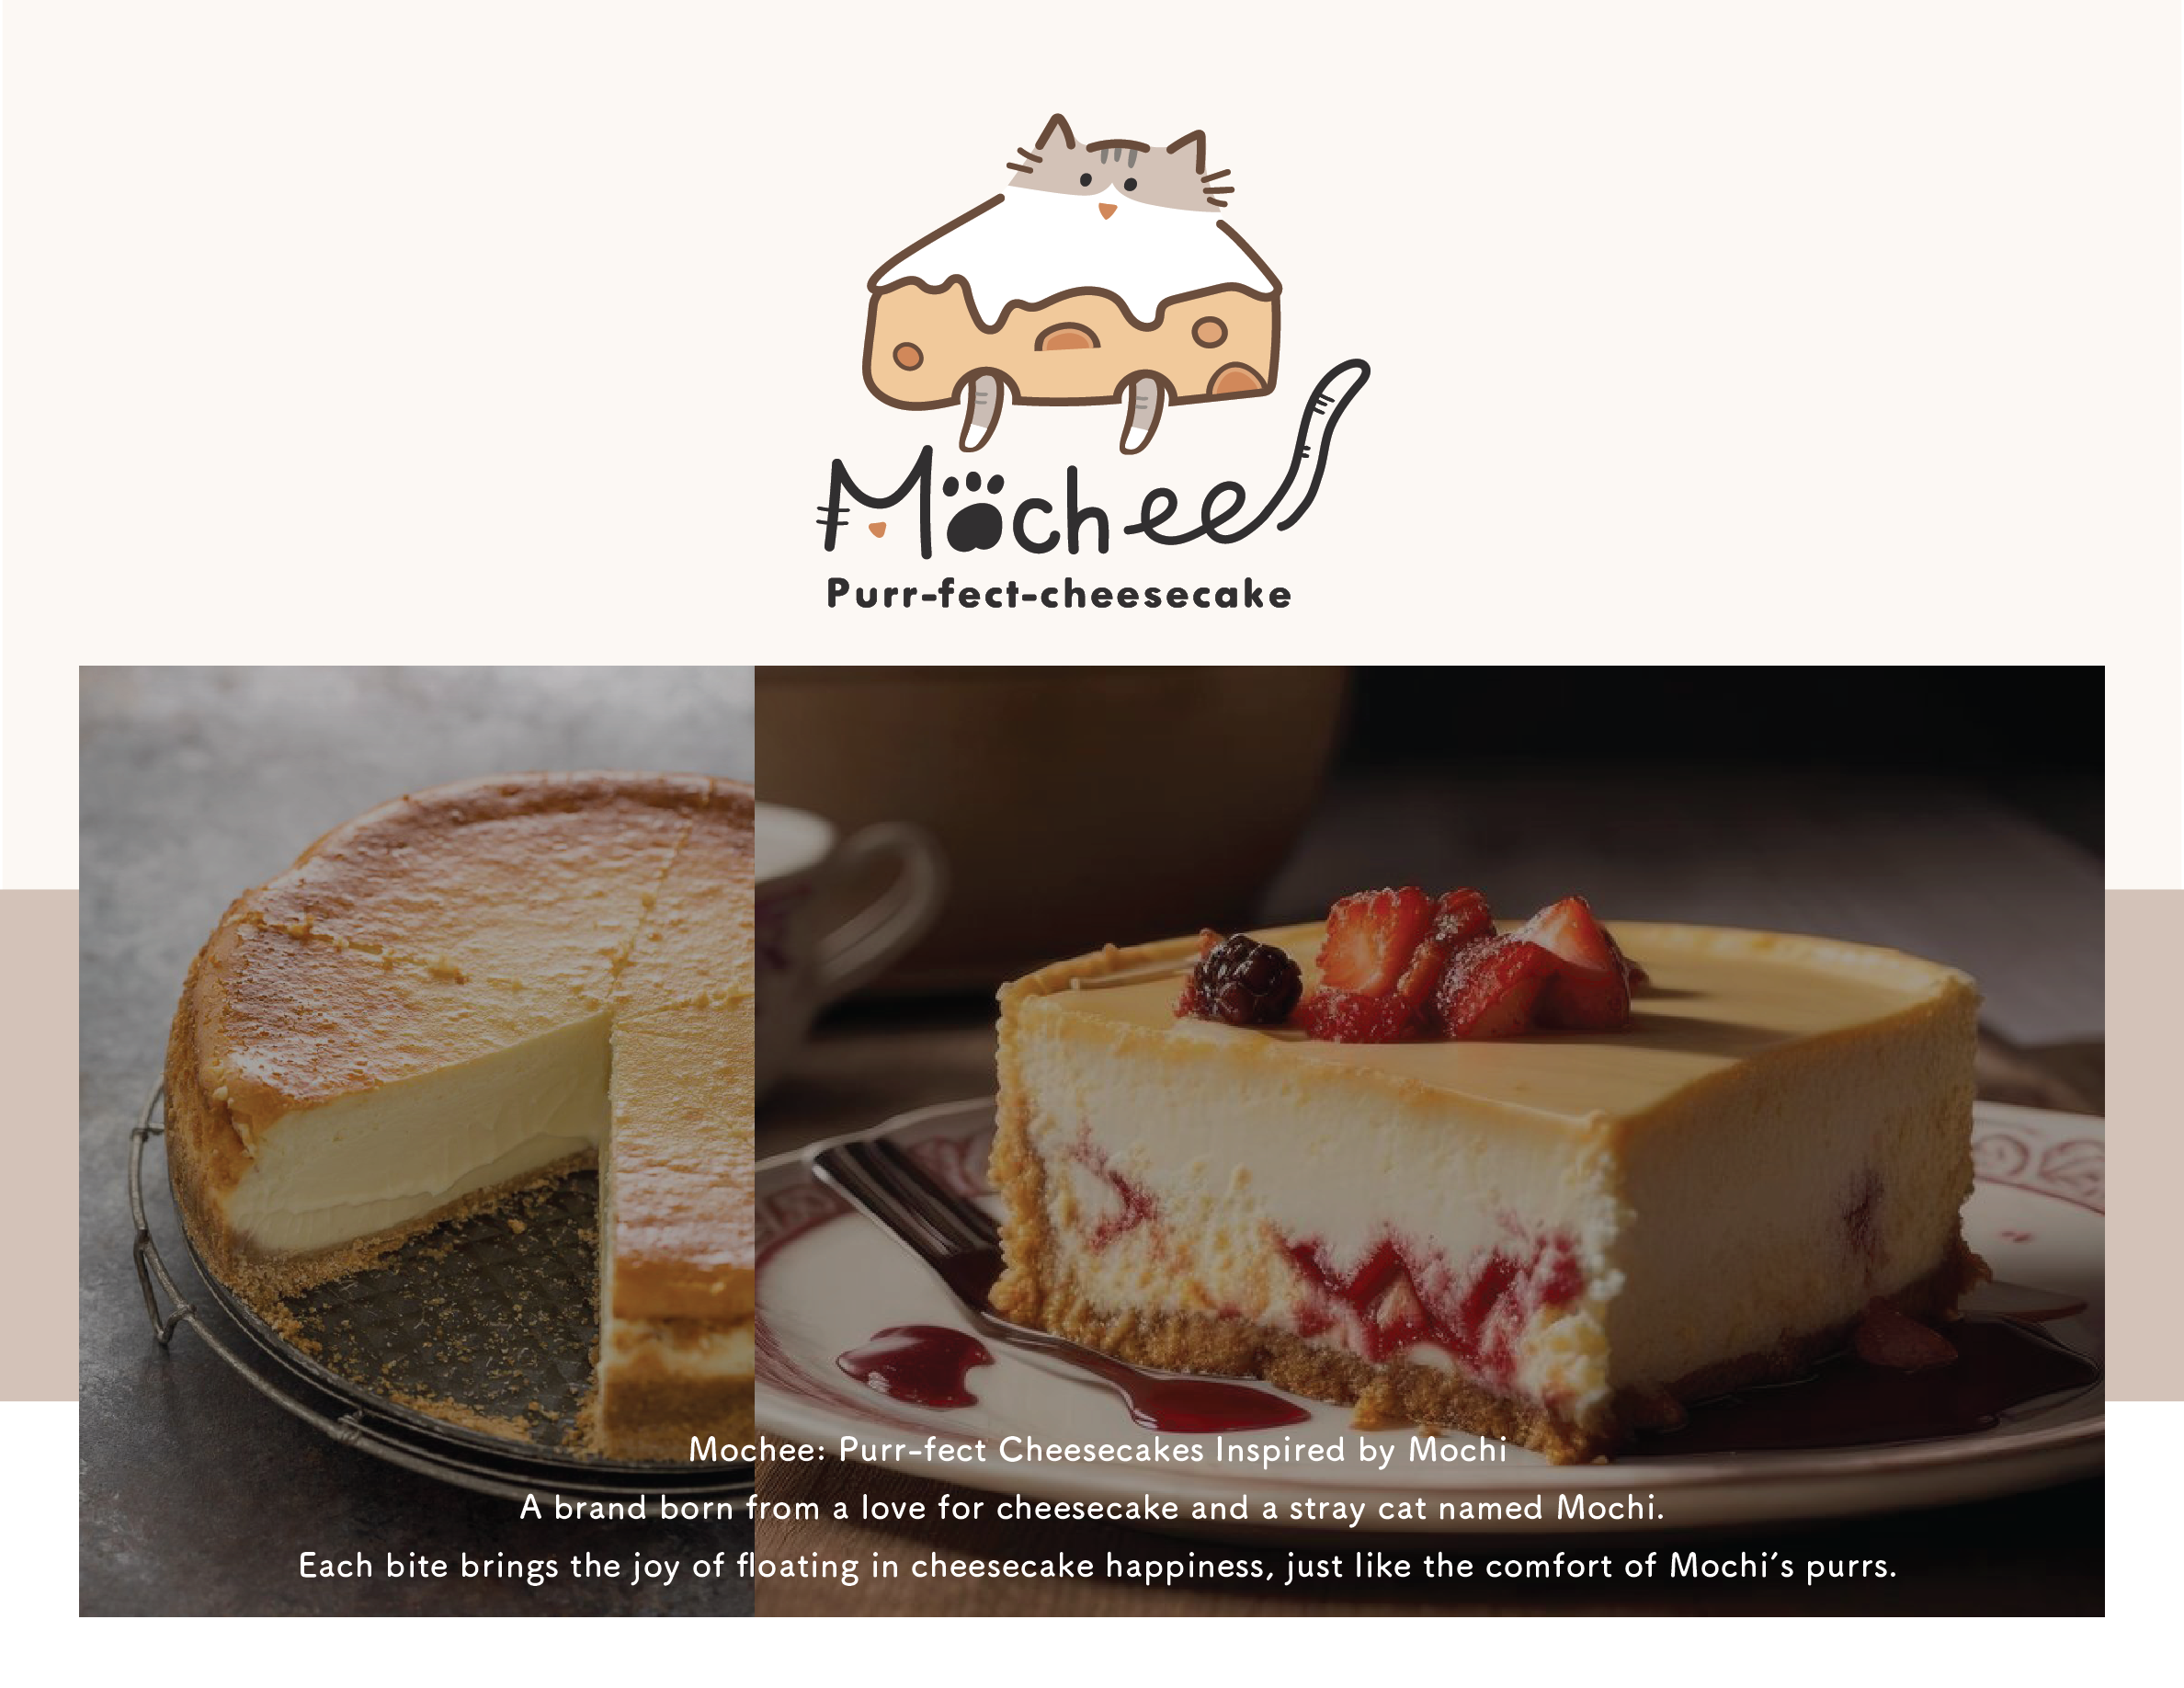 Mochee
Purr-fect-cheesecake
Mochee: Purr-fect Cheesecakes Inspired by Mochi
A brand born from a love for cheesecake and a stray cat named Mochi.
Each bite brings the joy of floating in cheesecake happiness, just like the comfort of Mochi's purrs.